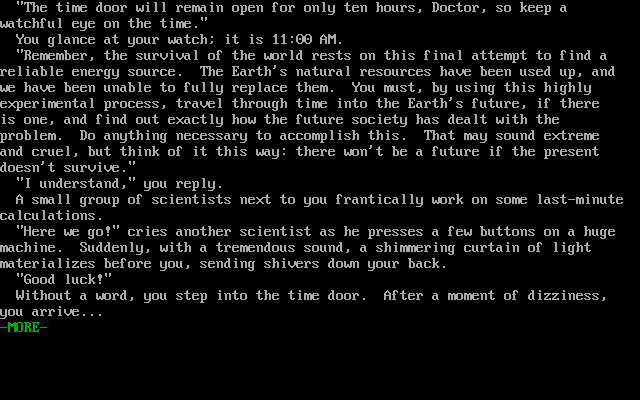 "The time door will remain open for only ten hours, Doctor, so keep a
watchful eye on the time."
You glance at your watch; it is 11:00 AM.
"Remember, the survival of the world rests on this final attempt to find a
reliable energy source. The Earth's natural resources have been used up, and
we have been unable to fully replace them. You must, by using this highly
experimental process, travel through time into the Earth's future, if there
is one, and find out exactly how the future society has dealt with the
problem. Do anything necessary to accomplish this. That may sound extreme
and cruel, but think of it this way: there won't be a future if the present
doesn't survive."
"I understand," you reply.
A small group of scientists next to you frantically work on some last-minute
calculations.
"Here we go!" cries another scientist as he presses a few buttons on a huge
machine. Suddenly, with a tremendous sound, a shimmering curtain of light
materializes before you, sending shivers down your back.
"Good luck!"
Without a word, you step into the time door. After a moment of dizziness,
you arrive...
-MORE-